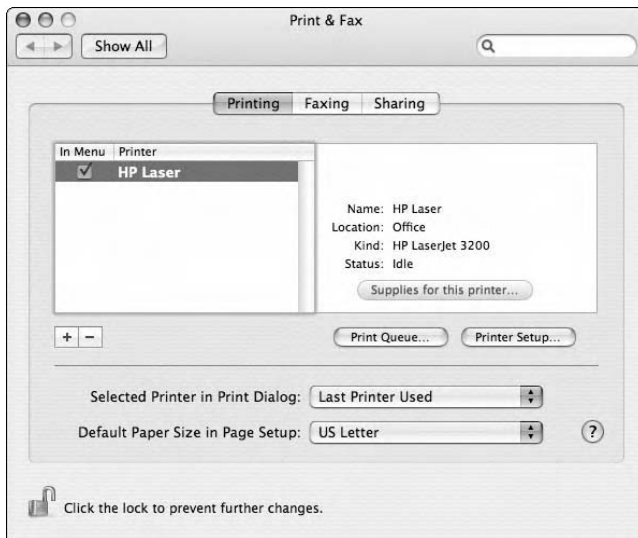 Print & Fax
Show All
Printing Faxing Sharing
In Menu Printer
HP Laser
Name: HP Laser
Location: Office
Kind: HP LaserJet 3200
Status: Idle
Supplies for this printer...
+ −
Print Queue... Printer Setup...
Selected Printer in Print Dialog: Last Printer Used
Default Paper Size in Page Setup: US Letter ?
Click the lock to prevent further changes.